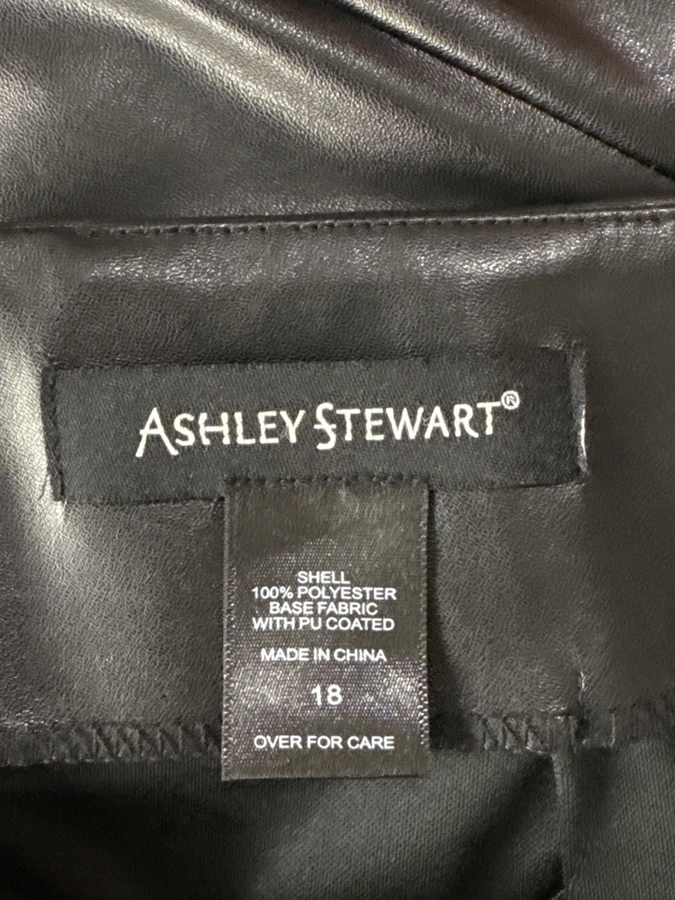 ASHLEY STEWART®
SHELL
100% POLYESTER
BASE FABRIC
WITH PU COATED
MADE IN CHINA
18
OVER FOR CARE